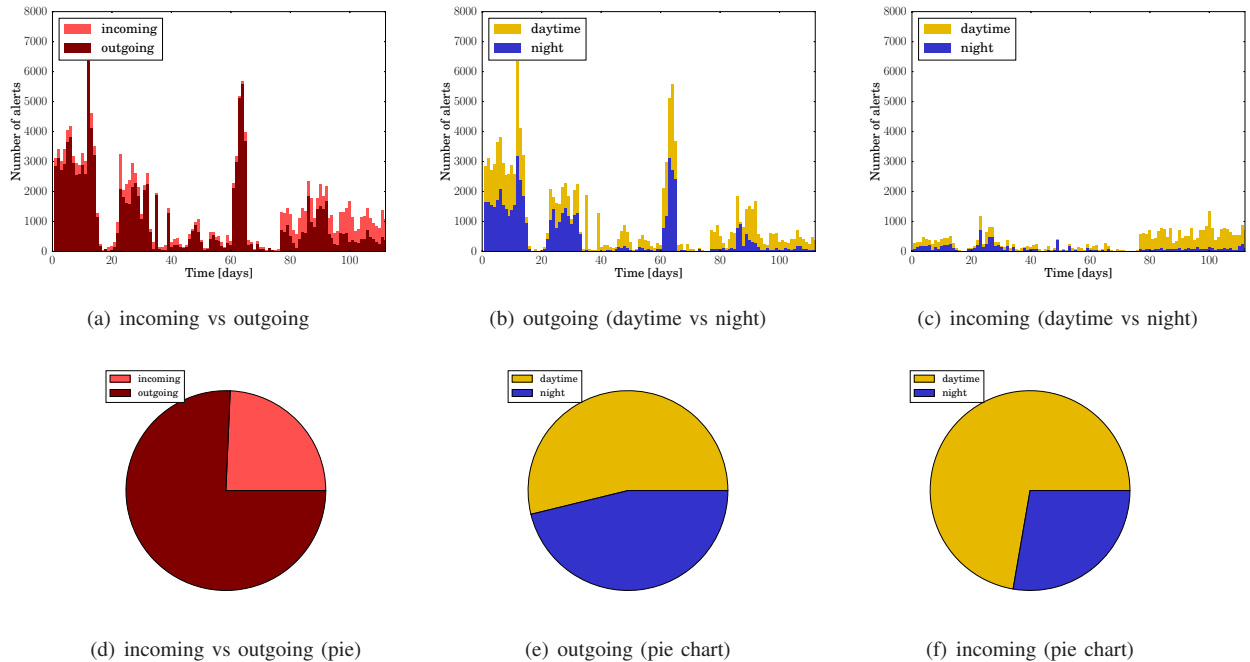 8000
7000
6000
5000
4000
3000
2000
1000
0
Number of alerts
incoming
outgoing
0 20 40 60 80 100
Time [days]
(a) incoming vs outgoing
8000
7000
6000
5000
4000
3000
2000
1000
0
Number of alerts
daytime
night
0 20 40 60 80 100
Time [days]
(b) outgoing (daytime vs night)
8000
7000
6000
5000
4000
3000
2000
1000
0
Number of alerts
daytime
night
0 20 40 60 80 100
Time [days]
(c) incoming (daytime vs night)
incoming
outgoing
(d) incoming vs outgoing (pie)
daytime
night
(e) outgoing (pie chart)
daytime
night
(f) incoming (pie chart)